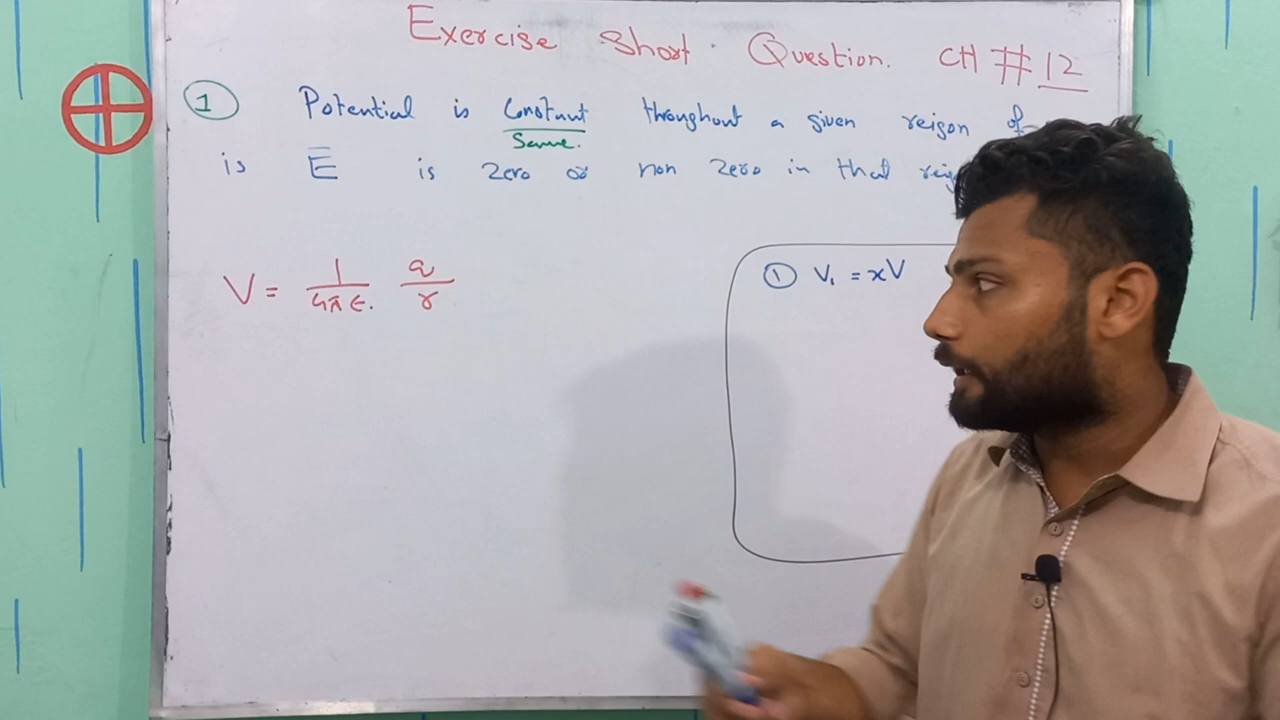 Exercise Short Question. CH # 12
1 Potential is Constant throughout a given reigon of
Same.
is E̅ is zero or non zero in that
V = 1/4πε. q/r
① V₁ = xV